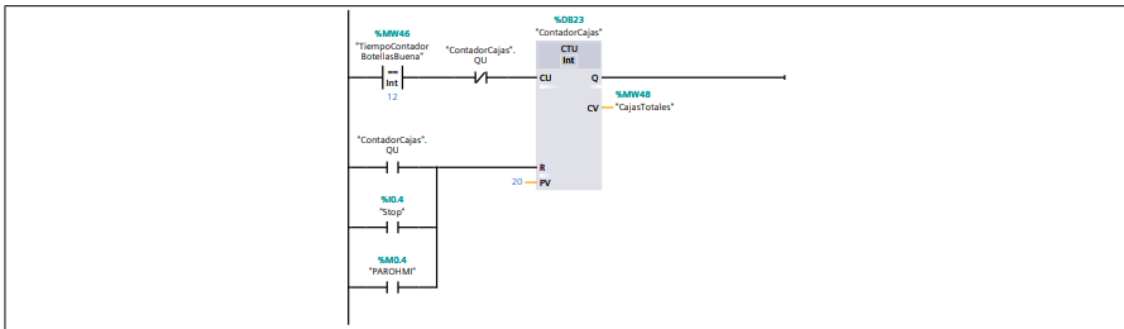 %DB23
"ContadorCajas"
%MW46
"TiempoContador
BotellasBuena"
"ContadorCajas".
QU
CTU
Int
==
Int
12
CU
Q
%MW48
CV
"CajasTotales"
"ContadorCajas".
QU
R
20
PV
%I0.4
"Stop"
%M0.4
"PAROHMI"